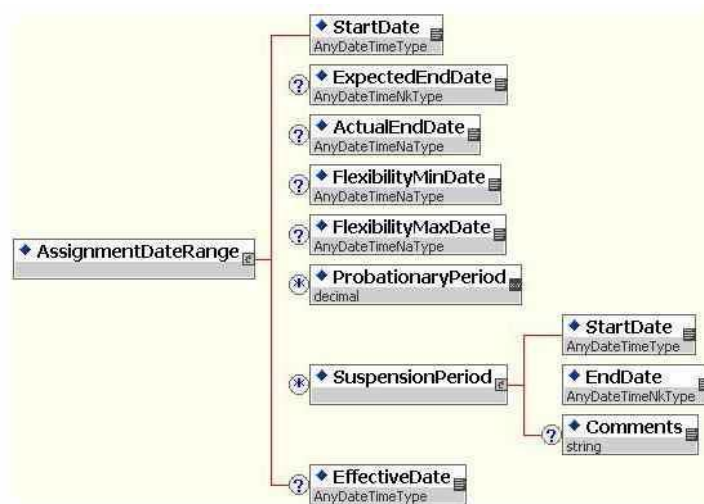 StartDate
AnyDateTimeType
? ExpectedEndDate
AnyDateTimeNkType
? ActualEndDate
AnyDateTimeNaType
? FlexibilityMinDate
AnyDateTimeNaType
? FlexibilityMaxDate
AnyDateTimeNaType
AssignmentDateRange
* ProbationaryPeriod
decimal
* SuspensionPeriod
StartDate
AnyDateTimeType
EndDate
AnyDateTimeNkType
? Comments
string
? EffectiveDate
AnyDateTimeType